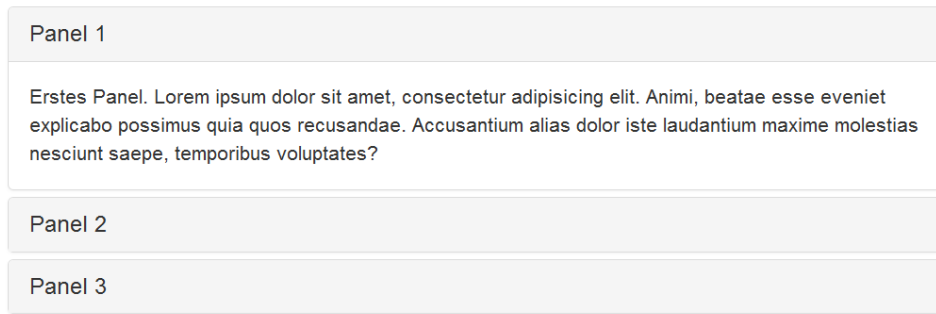 Panel 1
Erstes Panel. Lorem ipsum dolor sit amet, consectetur adipisicing elit. Animi, beatae esse eveniet
explicabo possimus quia quos recusandae. Accusantium alias dolor iste laudantium maxime molestias
nesciunt saepe, temporibus voluptates?
Panel 2
Panel 3